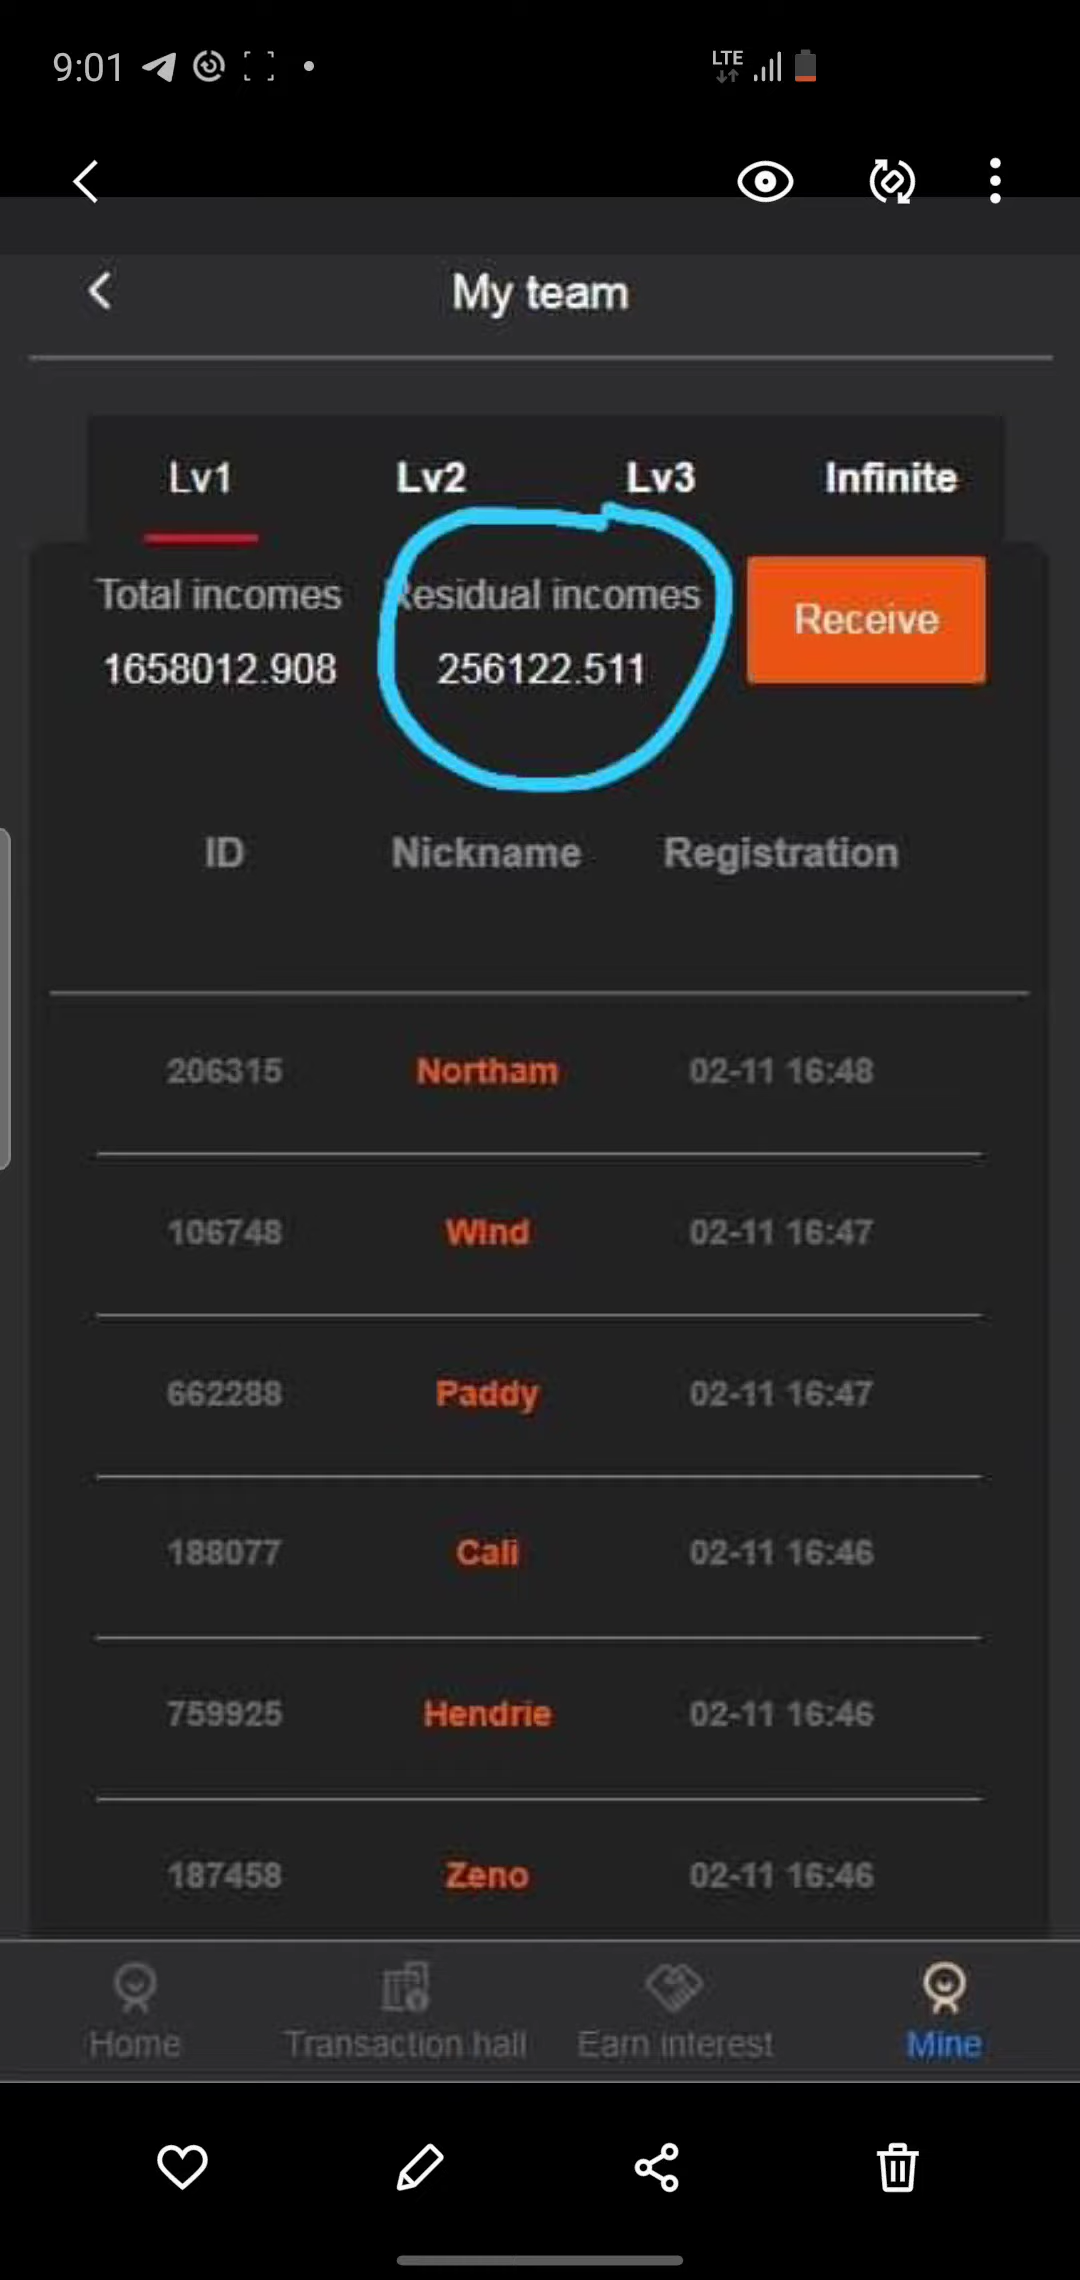 9:01 LTE
My team
Lv1 Lv2 Lv3 Infinite
Total incomes Residual incomes Receive
1658012.908 256122.511
ID Nickname Registration
206315 Northam 02-11 16:48
106748 Wind 02-11 16:47
662288 Paddy 02-11 16:47
188077 Cali 02-11 16:46
759925 Hendrie 02-11 16:46
187458 Zeno 02-11 16:46
Home Transaction hall Earn interest Mine